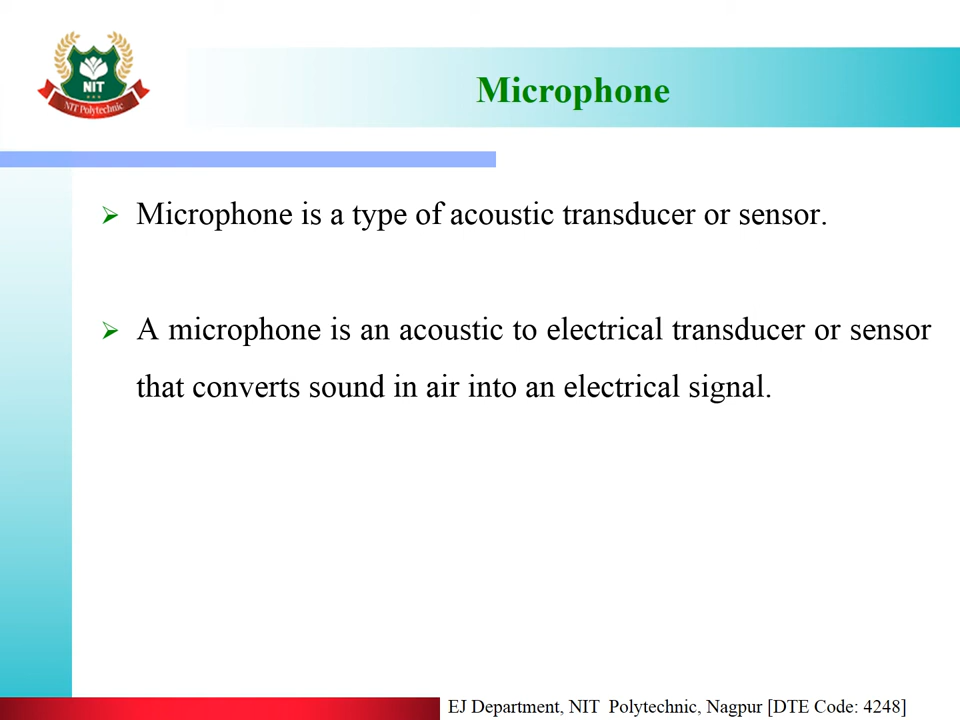 NIT
NIT Polytechnic
Microphone
Microphone is a type of acoustic transducer or sensor.
A microphone is an acoustic to electrical transducer or sensor
that converts sound in air into an electrical signal.
EJ Department, NIT Polytechnic, Nagpur [DTE Code: 4248]